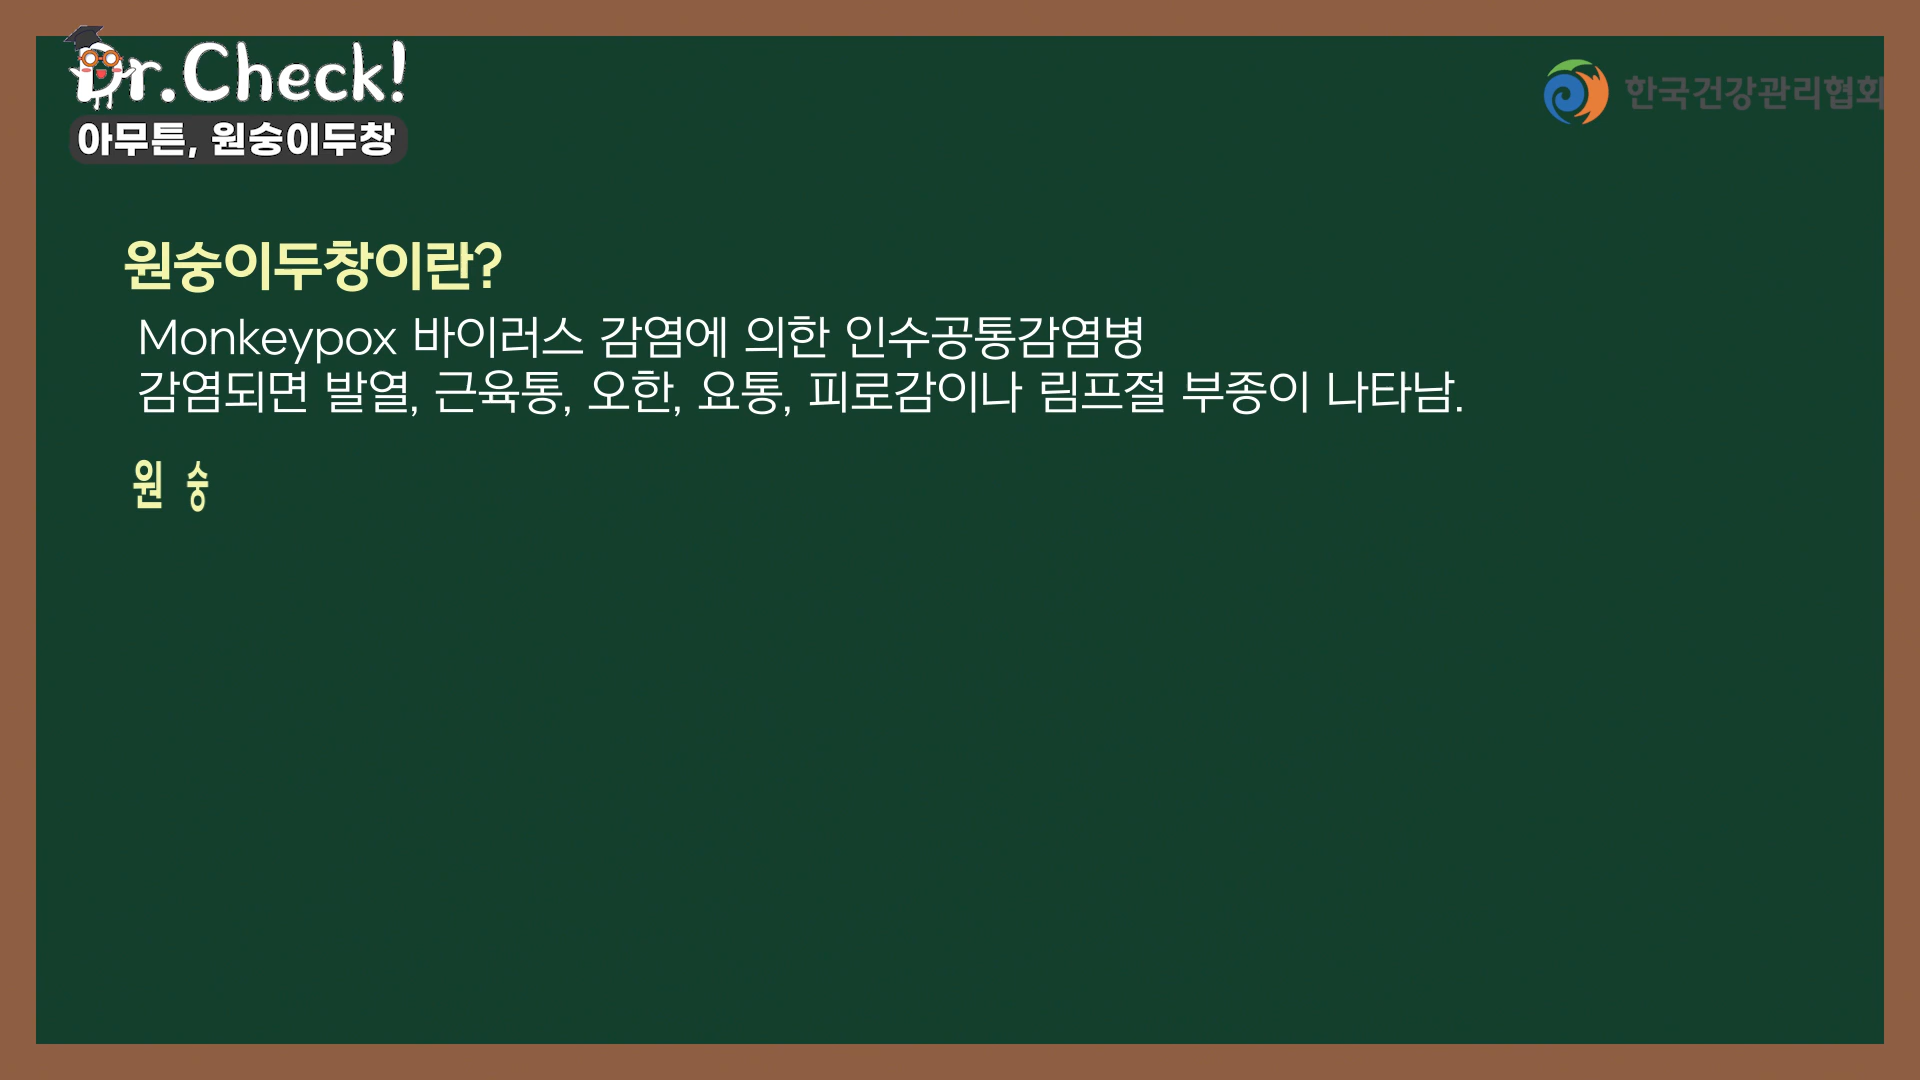 Dr.Check!
아무튼, 원숭이두창
한국건강관리협회
원숭이두창이란?
Monkeypox 바이러스 감염에 의한 인수공통감염병
감염되면 발열, 근육통, 오한, 요통, 피로감이나 림프절 부종이 나타남.
원 숭